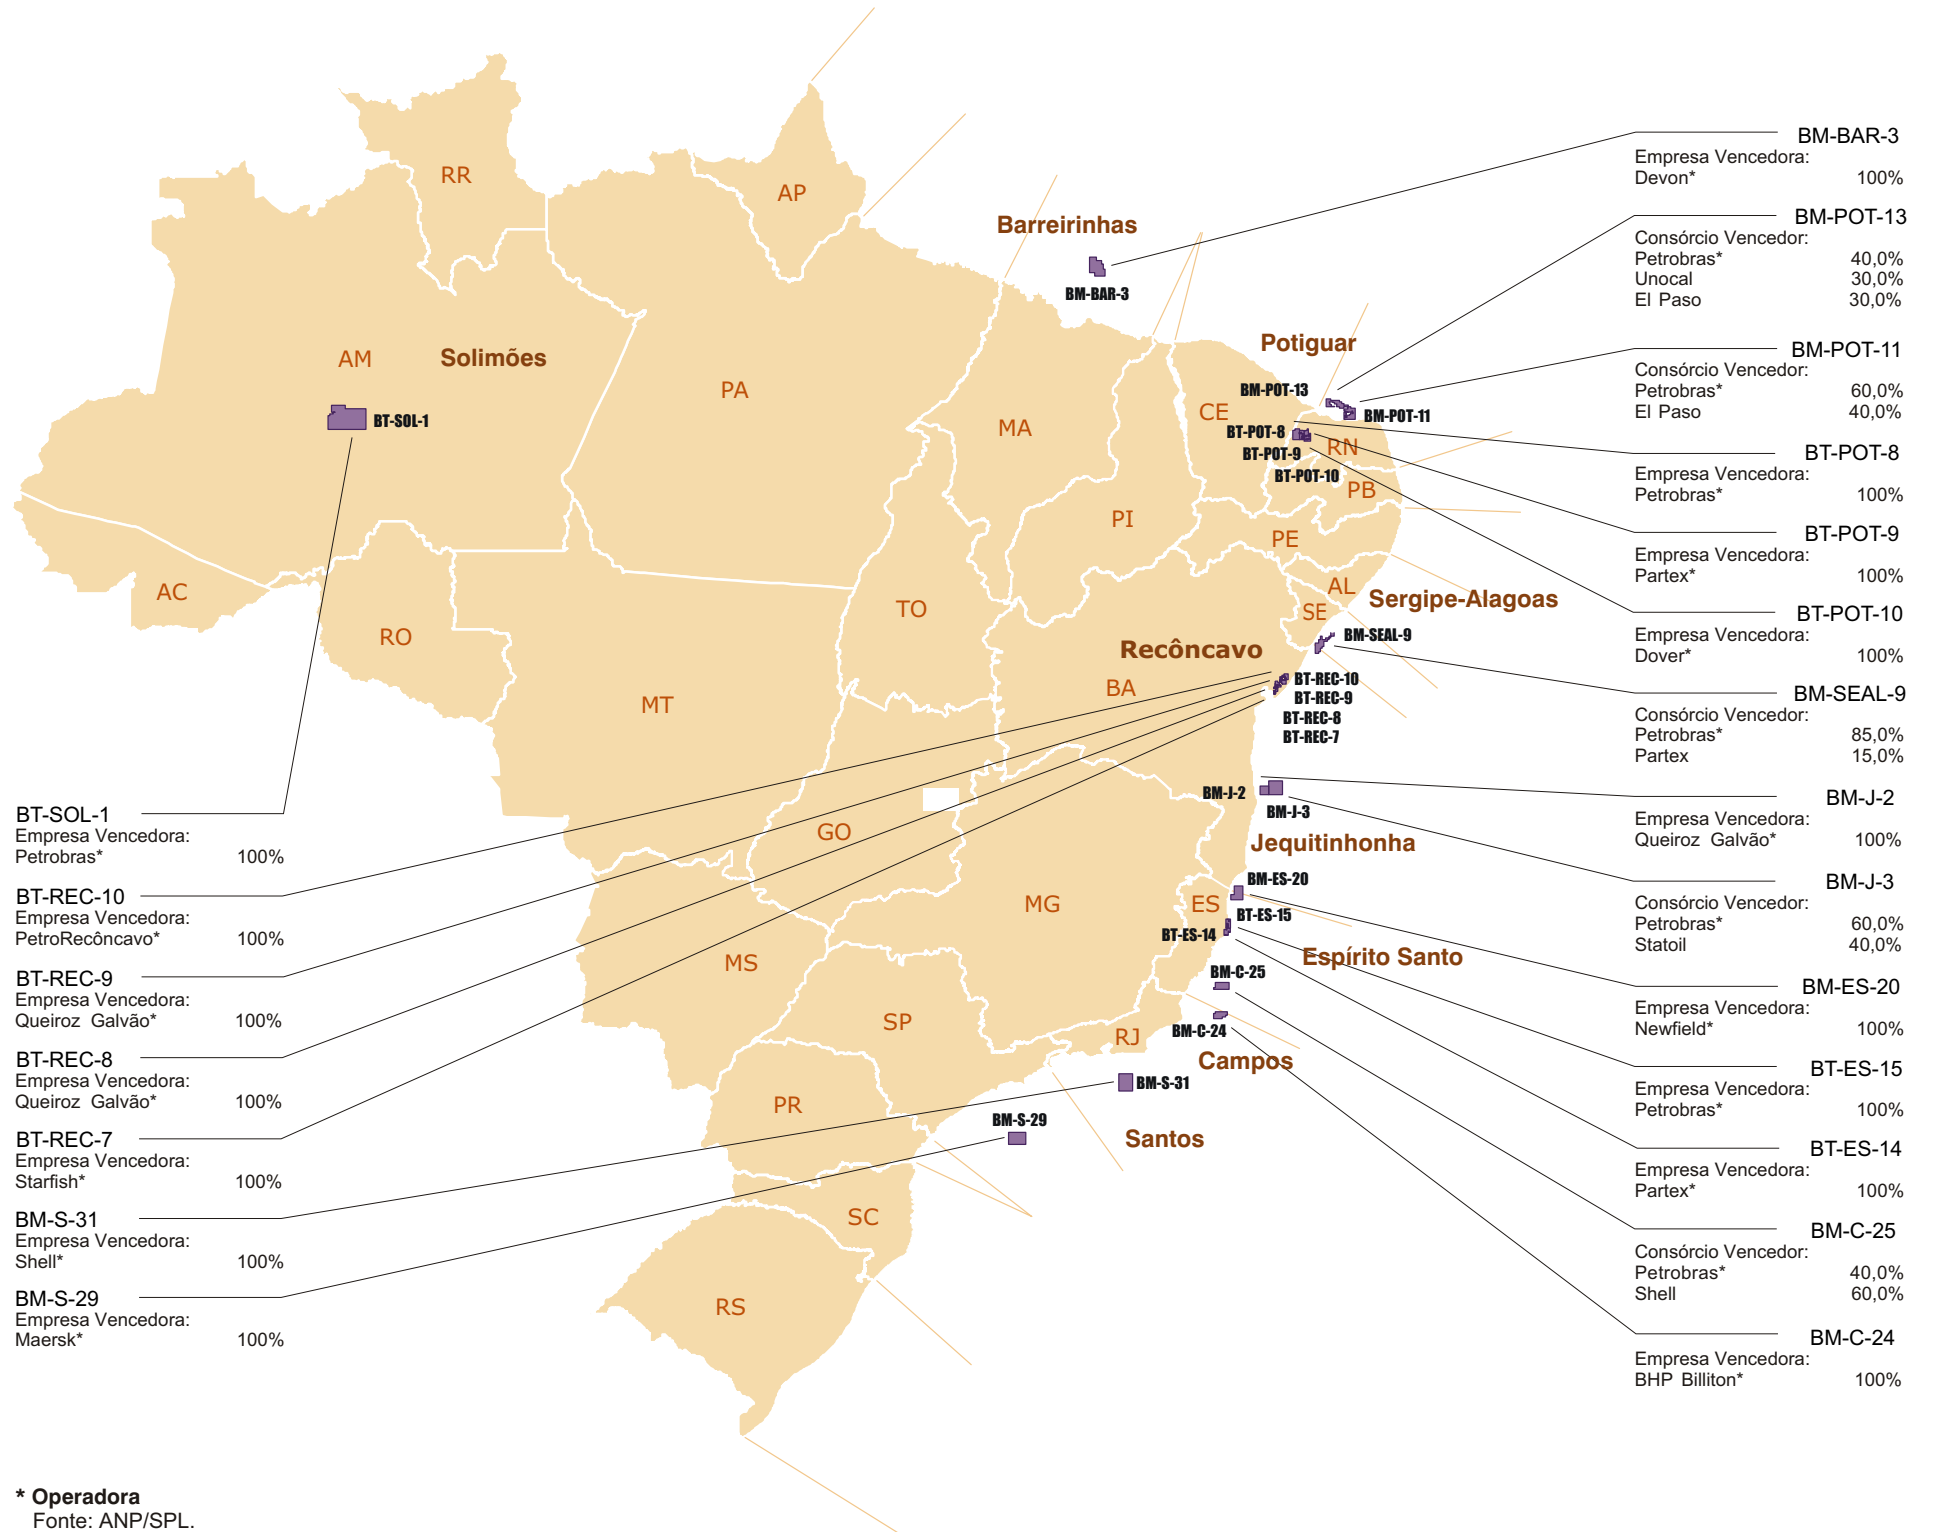 RR
AP
AM
PA
MA
CE
RN
PB
PI
PE
AL
SE
AC
RO
TO
MT
BA
GO
MG
ES
MS
SP
RJ
PR
SC
RS
Barreirinhas
BM-BAR-3
Solimões
BT-SOL-1
Potiguar
BM-POT-13
BM-POT-11
BT-POT-8
BT-POT-9
BT-POT-10
Sergipe-Alagoas
BM-SEAL-9
Recôncavo
BT-REC-10
BT-REC-9
BT-REC-8
BT-REC-7
BM-J-2
BM-J-3
Jequitinhonha
BM-ES-20
BT-ES-15
BT-ES-14
Espírito Santo
BM-C-25
BM-C-24
Campos
BM-S-31
BM-S-29
Santos
BT-SOL-1
Empresa Vencedora:
Petrobras* 100%
BT-REC-10
Empresa Vencedora:
PetroRecôncavo* 100%
BT-REC-9
Empresa Vencedora:
Queiroz Galvão* 100%
BT-REC-8
Empresa Vencedora:
Queiroz Galvão* 100%
BT-REC-7
Empresa Vencedora:
Starfish* 100%
BM-S-31
Empresa Vencedora:
Shell* 100%
BM-S-29
Empresa Vencedora:
Maersk* 100%
BM-BAR-3
Empresa Vencedora:
Devon* 100%
BM-POT-13
Consórcio Vencedor:
Petrobras* 40,0%
Unocal 30,0%
El Paso 30,0%
BM-POT-11
Consórcio Vencedor:
Petrobras* 60,0%
El Paso 40,0%
BT-POT-8
Empresa Vencedora:
Petrobras* 100%
BT-POT-9
Empresa Vencedora:
Partex* 100%
BT-POT-10
Empresa Vencedora:
Dover* 100%
BM-SEAL-9
Consórcio Vencedor:
Petrobras* 85,0%
Partex 15,0%
BM-J-2
Empresa Vencedora:
Queiroz Galvão* 100%
BM-J-3
Consórcio Vencedor:
Petrobras* 60,0%
Statoil 40,0%
BM-ES-20
Empresa Vencedora:
Newfield* 100%
BT-ES-15
Empresa Vencedora:
Petrobras* 100%
BT-ES-14
Empresa Vencedora:
Partex* 100%
BM-C-25
Consórcio Vencedor:
Petrobras* 40,0%
Shell 60,0%
BM-C-24
Empresa Vencedora:
BHP Billiton* 100%
* Operadora
Fonte: ANP/SPL.